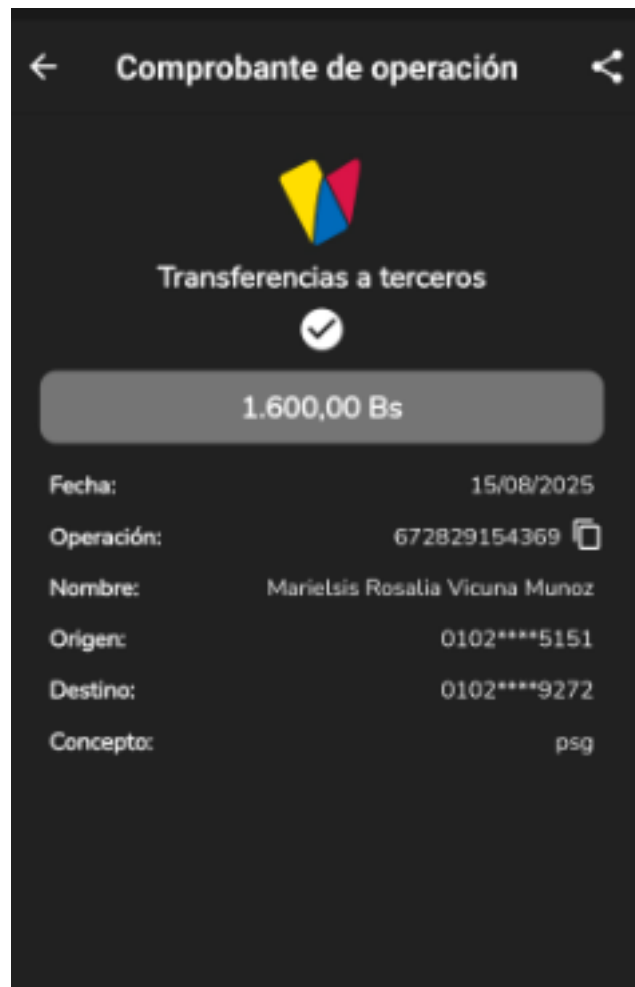 Comprobante de operación
Transferencias a terceros
1.600,00 Bs
Fecha: 15/08/2025
Operación: 672829154369
Nombre: Marielsis Rosalia Vicuna Munoz
Origen: 0102****5151
Destino: 0102****9272
Concepto: psg